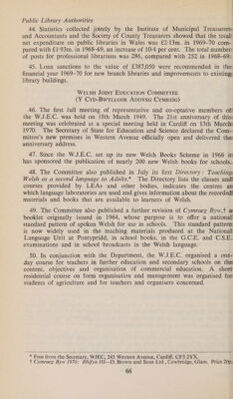 Public Library Authorities
44. Statistics collected jointly by the Institute of Municipal Treasurers
and Accountants and the Society of County Treasurers showed that the total
net expenditure on public libraries in Wales was £2·13m. in 1969-70 com-
pared with £1·93m. in 1968-69, an increase of 10·4 per cent. The total number
of posts for professional librarians was 286, compared with 252 in 1968-69.
45. Loan sanctions to the value of £387,050 were recommended in the
financial year 1969-70 for new branch libraries and improvements to existing
library buildings.
WELSH JOINT EDUCATION COMMITTEE
(Y CYD-BWYLLGOR ADDYSG CYMREIG)
46. The first full meeting of representative and co-optative members of
the W.J.E.C. was held on 18th March 1949. The 21st anniversary of this
meeting was celebrated at a special meeting held in Cardiff on 13th March
1970. The Secretary of State for Education and Science declared the Com-
mittee's new premises in Western Avenue officially open and delivered the
anniversary address.
47. Since the W.J.E.C. set up its new Welsh Books Scheme in 1966 it
has sponsored the publication of nearly 200 new Welsh books for schools.
48. The Committee also published in July its first Directory: Teaching
Welsh as a second language to Adults.* The Directory lists the classes and
courses provided by LEAs and other bodies, indicates the centres at
which language laboratories are used and gives information about the recorded
materials and books that are available to learners of Welsh.
49. The Committee also published a further revision of Cymraeg Byw,† a
booklet originally issued in 1964, whose purpose is to offer a national
standard pattern of spoken Welsh for use in schools. This standard pattern
is now widely used in the teaching materials produced at the National
Language Unit at Pontypridd, in school books, in the G.C.E. and C.S.E.
examinations and in school broadcasts in the Welsh language.
50. In conjunction with the Department, the W.J.E.C. organised a one-
day course for teachers in further education and secondary schools on the
content, objectives and organisation of commercial education. A short
residential course on farm organisation and management was organised for
students of agriculture and for teachers and organisers concerned.
* Free from the Secretary, WJEC, 245 Western Avenue, Cardiff, CF5 2YX.
† Cymraeg Byw 1970: Rhifyn III—D. Brown and Sons Ltd., Cowbridge, Glam. Price 20p.
66